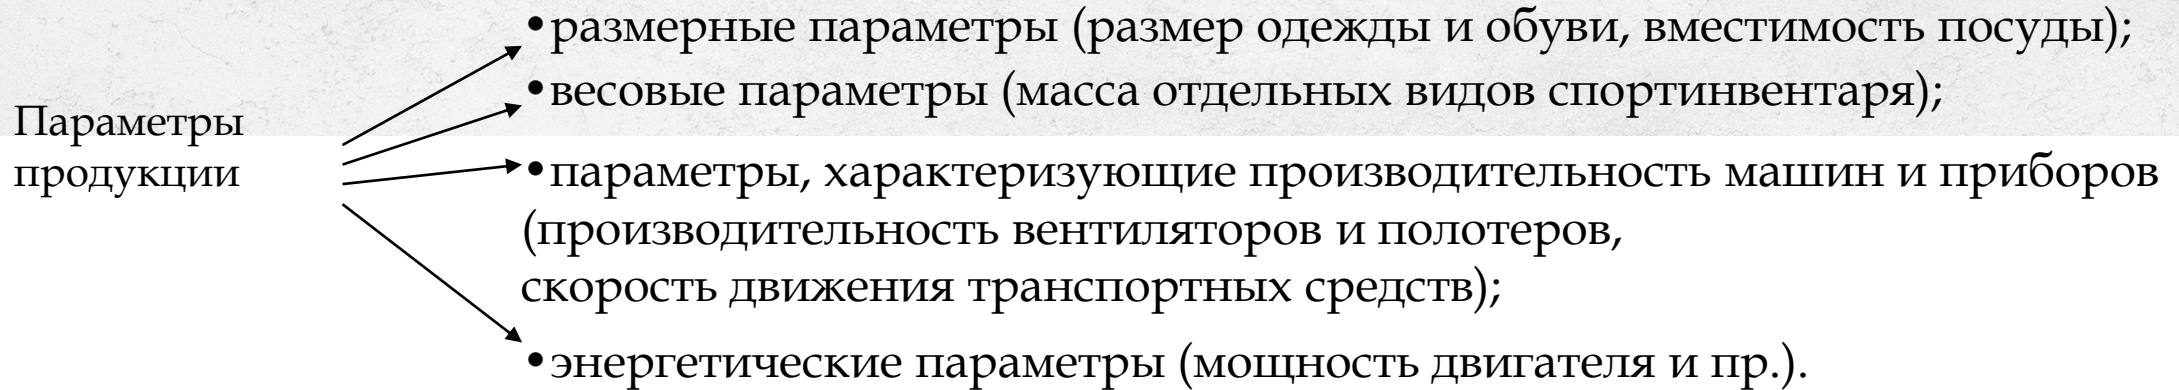 Параметры
продукции
•размерные параметры (размер одежды и обуви, вместимость посуды);
•весовые параметры (масса отдельных видов спортинвентаря);
•параметры, характеризующие производительность машин и приборов
(производительность вентиляторов и полотеров,
скорость движения транспортных средств);
•энергетические параметры (мощность двигателя и пр.).